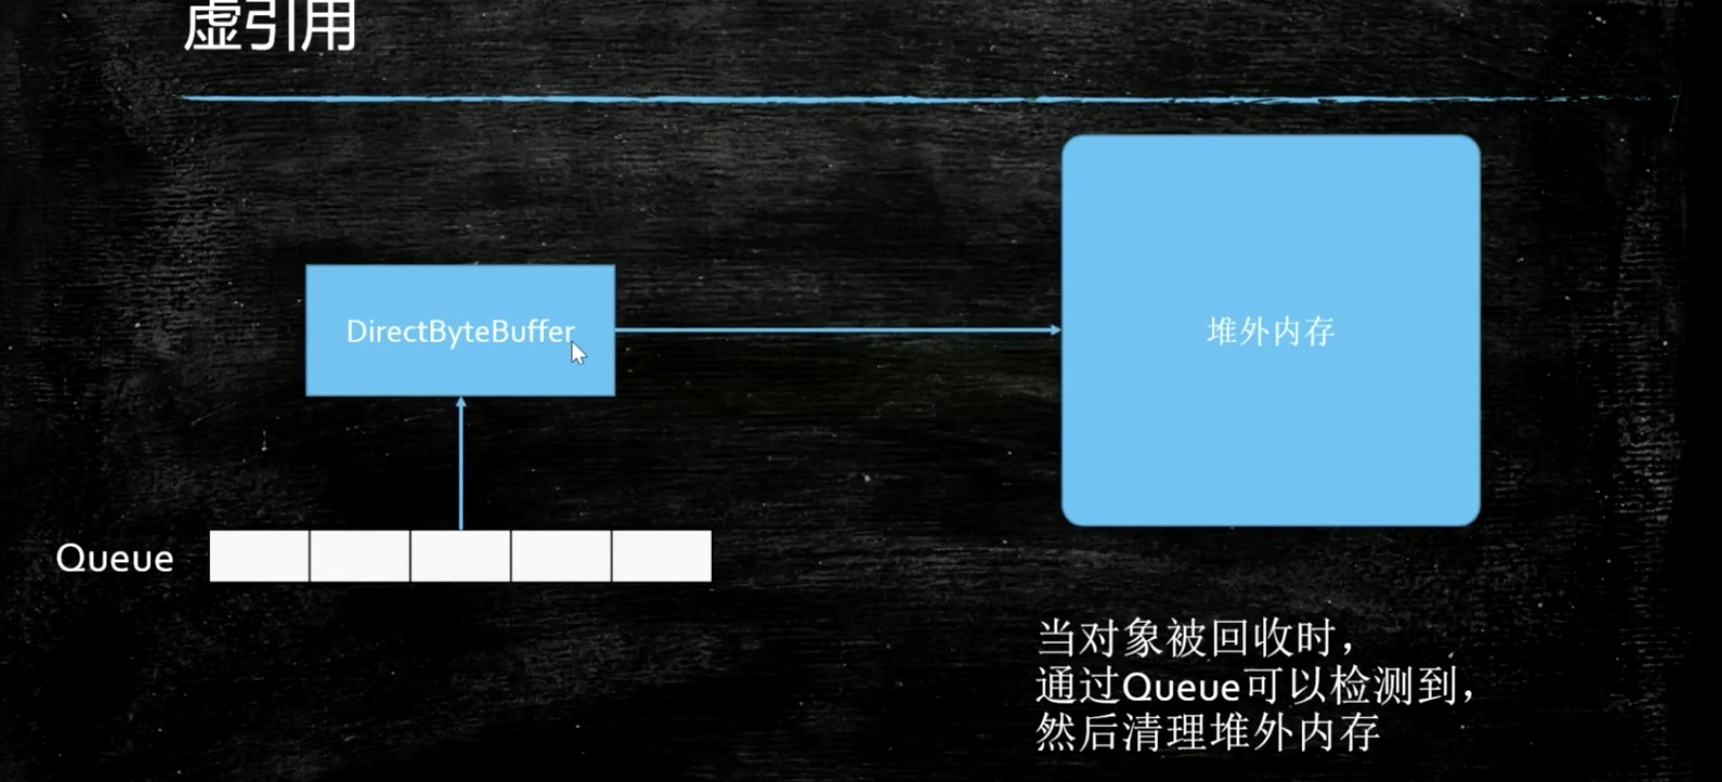 虚引用
DirectByteBuffer
堆外内存
Queue
当对象被回收时，
通过Queue可以检测到，
然后清理堆外内存